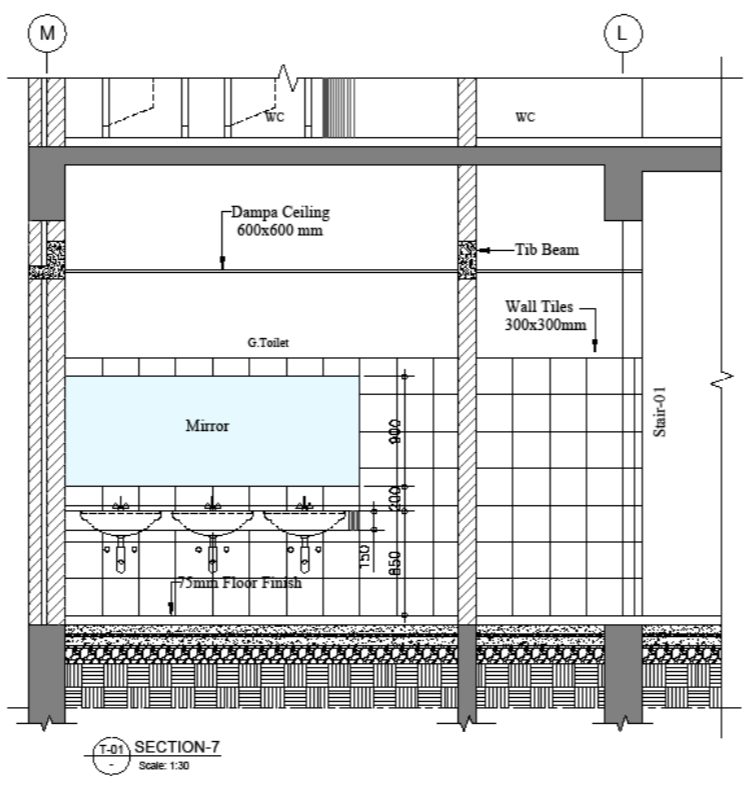 M
L
WC
WC
Dampa Ceiling
600x600 mm
Tib Beam
Wall Tiles
300x300mm
G.Toilet
Mirror
Stair-01
900
200
150
850
75mm Floor Finish
T-01
-
SECTION-7
Scale: 1:30